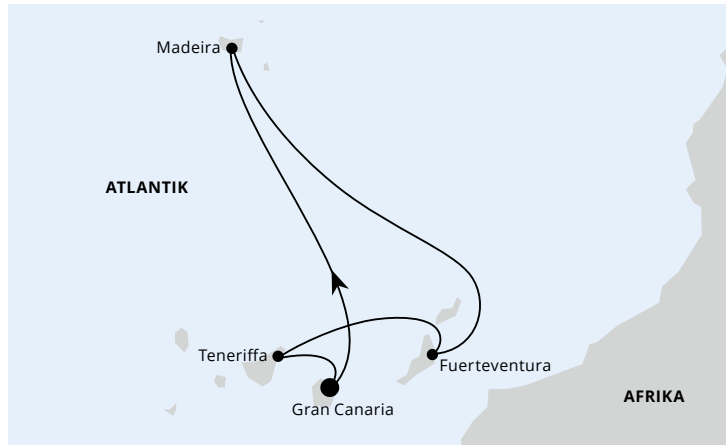 Madeira
ATLANTIK
Teneriffa
Fuerteventura
AFRIKA
Gran Canaria